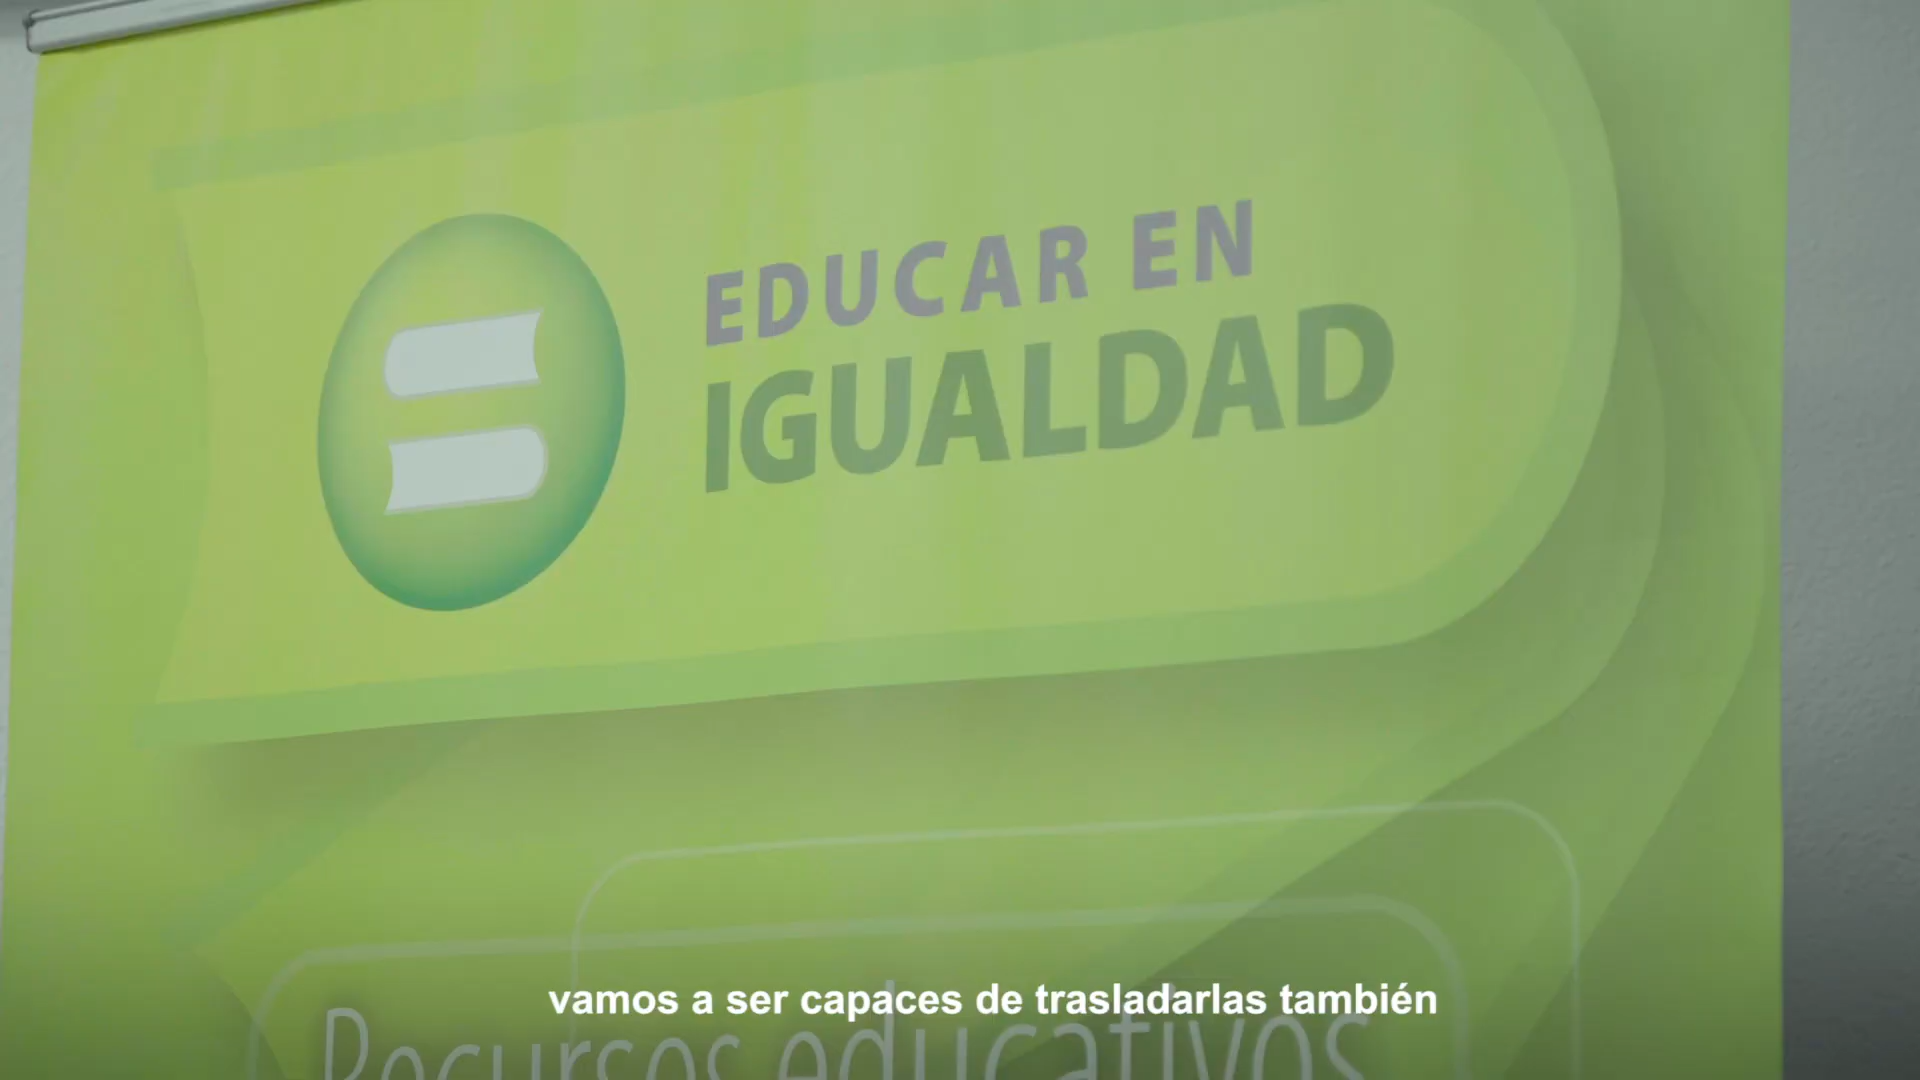 EDUCAR EN
IGUALDAD
vamos a ser capaces de trasladarlas también
Recursos educativos